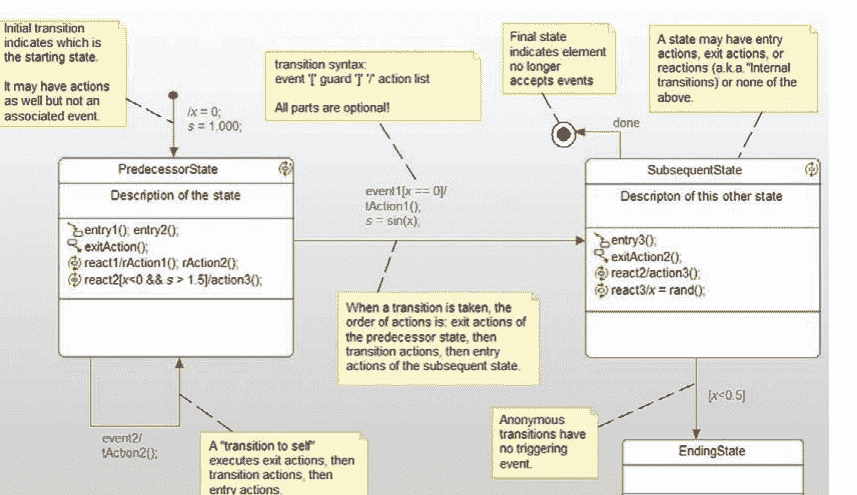 Initial transition
indicates which is
the starting state.
It may have actions
as well but not an
associated event.
/x = 0;
s = 1.000;
transition syntax:
event '[' guard ']' '/' action list
All parts are optional!
Final state
indicates element
no longer
accepts events
A state may have entry
actions, exit actions, or
reactions (a.k.a."Internal
transitions) or none of the
above.
done
PredecessorState
Description of the state
entry1(); entry2();
exitAction();
react1/rAction1(); rAction2();
react2[x<0 && s > 1.5]/action3();
event1[x == 0]/
tAction1();
s = sin(x);
SubsequentState
Descripton of this other state
entry3();
exitAction2();
react2/action3();
react3/x = rand();
When a transition is taken, the
order of actions is: exit actions of
the predecessor state, then
transition actions, then entry
actions of the subsequent state.
event2/
tAction2();
A "transition to self"
executes exit actions, then
transition actions, then
entry actions.
Anonymous
transitions have
no triggering
event.
[x<0.5]
EndingState